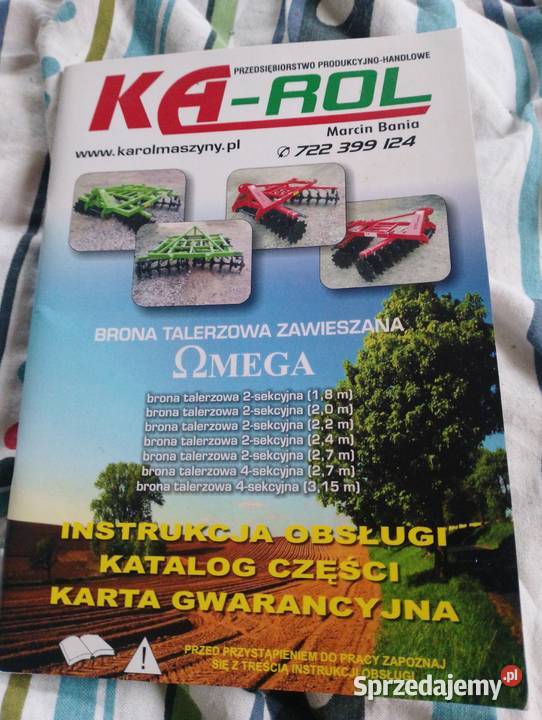 PRZEDSIĘBIORSTWO PRODUKCYJNO-HANDLOWE
KA-ROL
Marcin Bania
www.karolmaszyny.pl
✆ 722 399 124
BRONA TALERZOWA ZAWIESZANA
ΩMEGA
brona talerzowa 2-sekcyjna (1,8 m)
brona talerzowa 2-sekcyjna (2,0 m)
brona talerzowa 2-sekcyjna (2,2 m)
brona talerzowa 2-sekcyjna (2,4 m)
brona talerzowa 2-sekcyjna (2,7 m)
brona talerzowa 4-sekcyjna (2,7 m)
brona talerzowa 4-sekcyjna (3,15 m)
INSTRUKCJA OBSŁUGI
KATALOG CZĘŚCI
KARTA GWARANCYJNA
PRZED PRZYSTĄPIENIEM DO PRACY ZAPOZNAJ
SIĘ Z TREŚCIĄ INSTRUKCJI OBSŁUGI
Sprzedajemy.pl